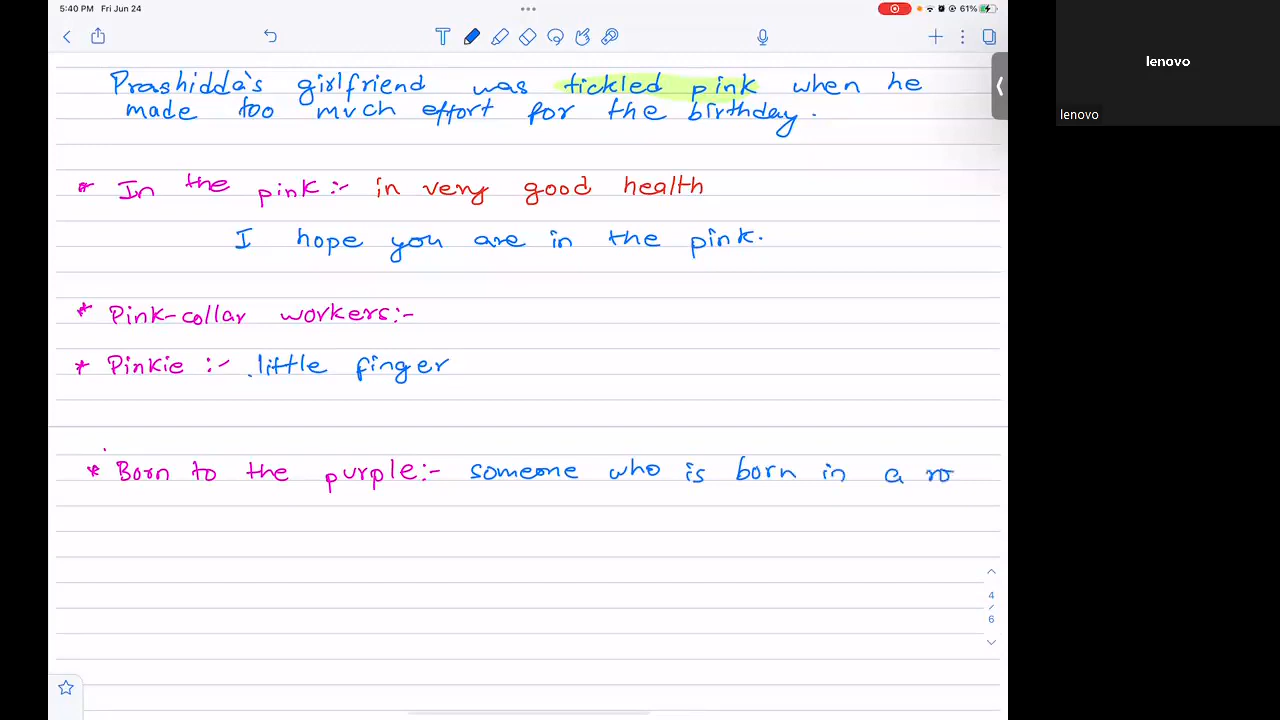 5:40 PM Fri Jun 24
61%
lenovo
lenovo
Prashidda's girlfriend was tickled pink when he
made too much effort for the birthday.
* In the pink:- in very good health
I hope you are in the pink.
* Pink-collar workers:-
* Pinkie :- little finger
* Born to the purple:- someone who is born in a ro
4
/
6